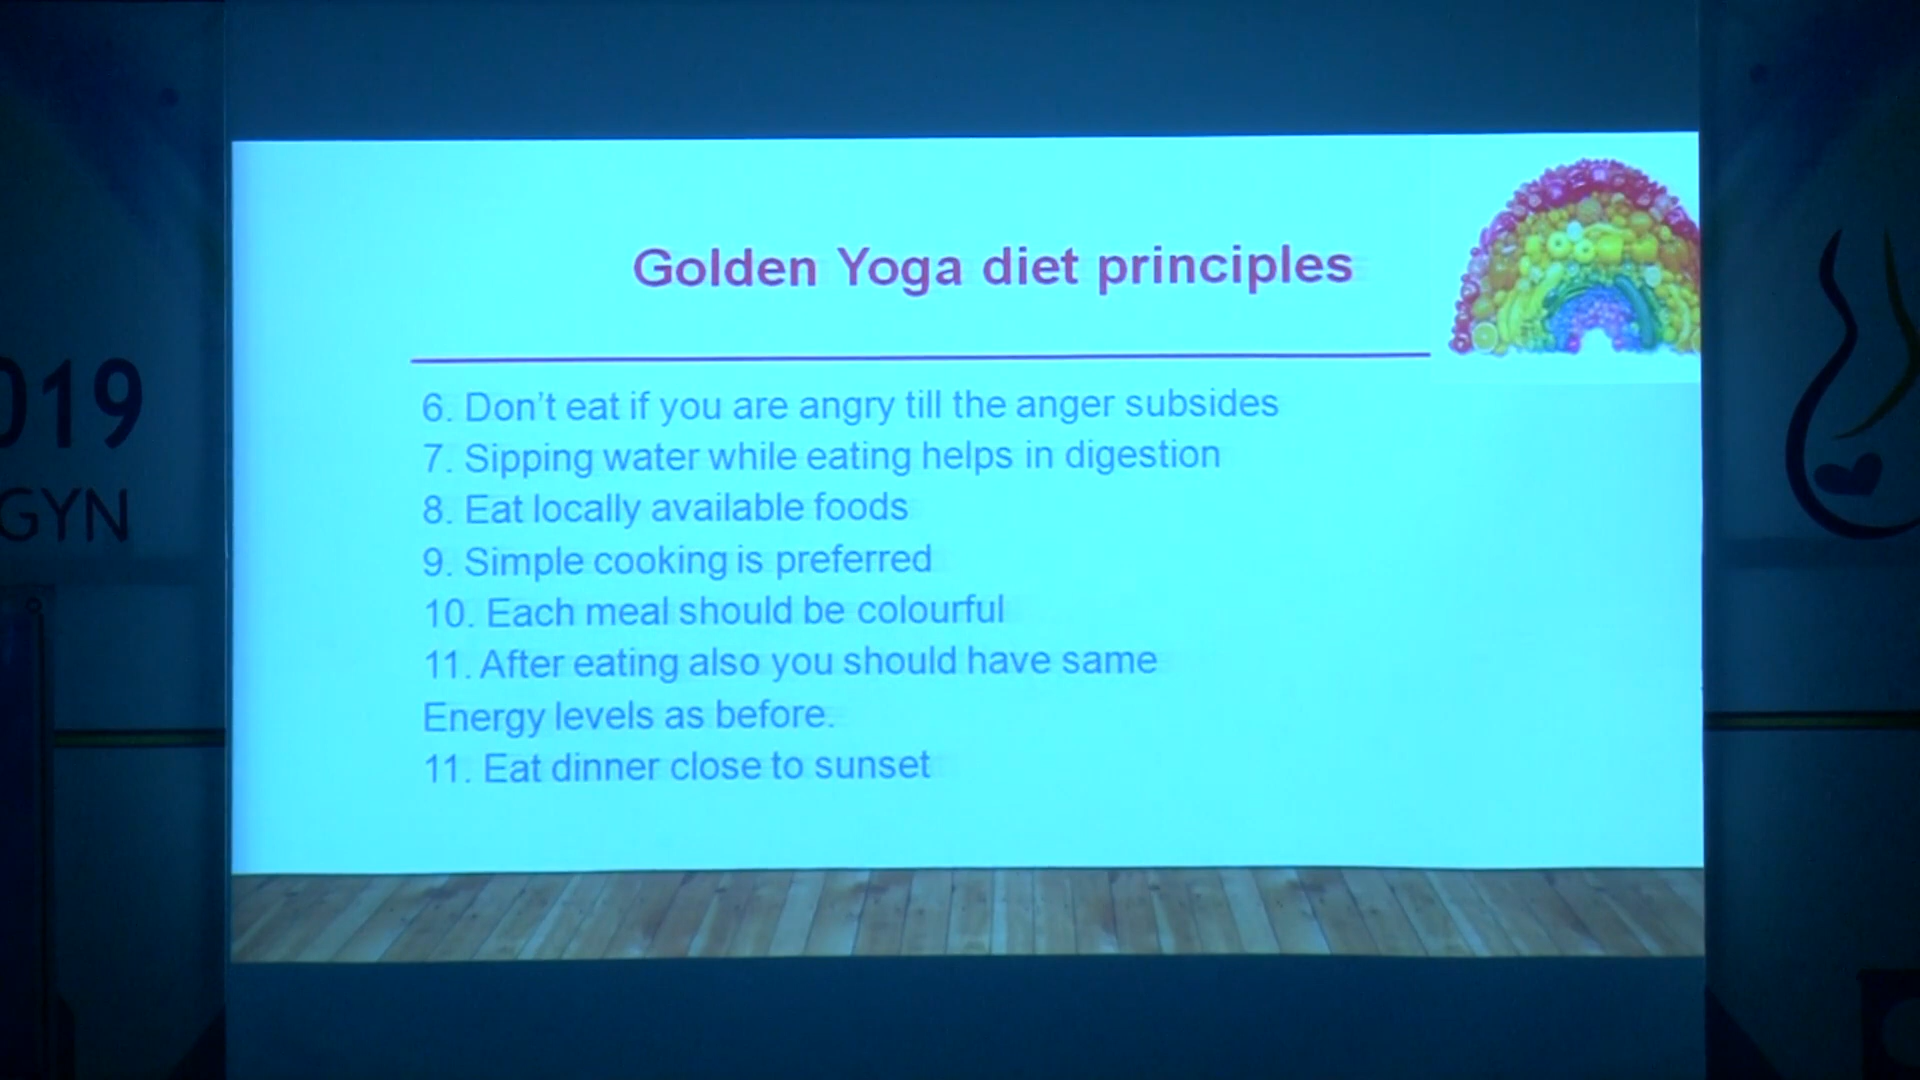 Golden Yoga diet principles
6. Don't eat if you are angry till the anger subsides
7. Sipping water while eating helps in digestion
8. Eat locally available foods
9. Simple cooking is preferred
10. Each meal should be colourful
11. After eating also you should have same
Energy levels as before.
11. Eat dinner close to sunset
019
GYN